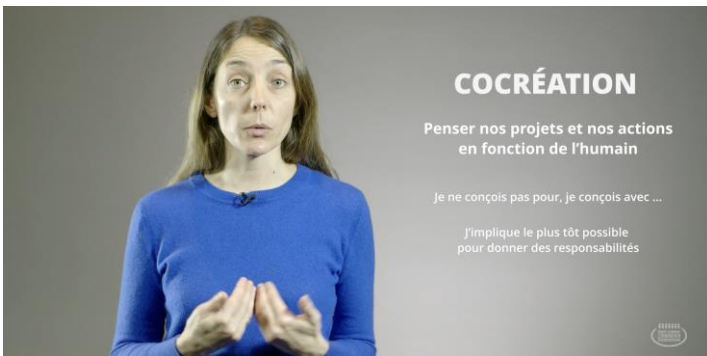 COCRÉATION
Penser nos projets et nos actions
en fonction de l'humain
Je ne conçois pas pour, je conçois avec ...
J'implique le plus tôt possible
pour donner des responsabilités